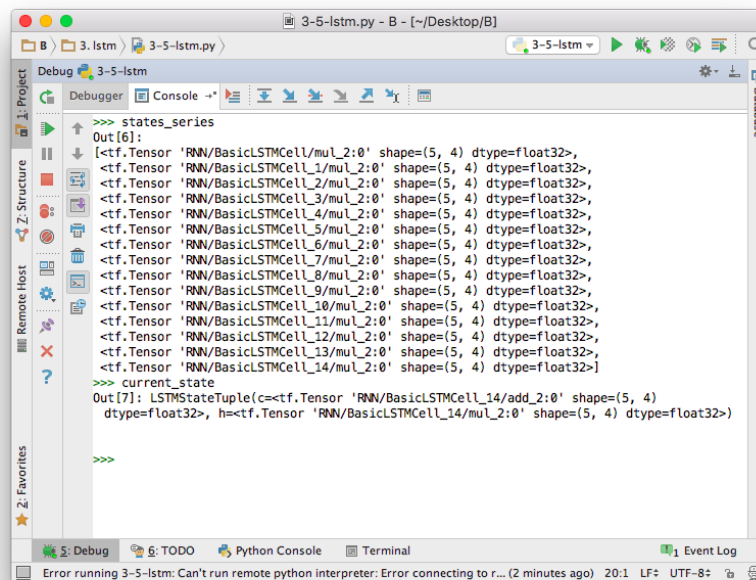 3-5-lstm.py - B - [~/Desktop/B]
B 3. lstm 3-5-lstm.py 3-5-lstm
Debug 3-5-lstm
Debugger Console
1: Project
Z: Structure
Remote Host
2: Favorites
>>> states_series
Out[6]:
[<tf.Tensor 'RNN/BasicLSTMCell/mul_2:0' shape=(5, 4) dtype=float32>,
<tf.Tensor 'RNN/BasicLSTMCell_1/mul_2:0' shape=(5, 4) dtype=float32>,
<tf.Tensor 'RNN/BasicLSTMCell_2/mul_2:0' shape=(5, 4) dtype=float32>,
<tf.Tensor 'RNN/BasicLSTMCell_3/mul_2:0' shape=(5, 4) dtype=float32>,
<tf.Tensor 'RNN/BasicLSTMCell_4/mul_2:0' shape=(5, 4) dtype=float32>,
<tf.Tensor 'RNN/BasicLSTMCell_5/mul_2:0' shape=(5, 4) dtype=float32>,
<tf.Tensor 'RNN/BasicLSTMCell_6/mul_2:0' shape=(5, 4) dtype=float32>,
<tf.Tensor 'RNN/BasicLSTMCell_7/mul_2:0' shape=(5, 4) dtype=float32>,
<tf.Tensor 'RNN/BasicLSTMCell_8/mul_2:0' shape=(5, 4) dtype=float32>,
<tf.Tensor 'RNN/BasicLSTMCell_9/mul_2:0' shape=(5, 4) dtype=float32>,
<tf.Tensor 'RNN/BasicLSTMCell_10/mul_2:0' shape=(5, 4) dtype=float32>,
<tf.Tensor 'RNN/BasicLSTMCell_11/mul_2:0' shape=(5, 4) dtype=float32>,
<tf.Tensor 'RNN/BasicLSTMCell_12/mul_2:0' shape=(5, 4) dtype=float32>,
<tf.Tensor 'RNN/BasicLSTMCell_13/mul_2:0' shape=(5, 4) dtype=float32>,
<tf.Tensor 'RNN/BasicLSTMCell_14/mul_2:0' shape=(5, 4) dtype=float32>]
>>> current_state
Out[7]: LSTMStateTuple(c=<tf.Tensor 'RNN/BasicLSTMCell_14/add_2:0' shape=(5, 4)
dtype=float32>, h=<tf.Tensor 'RNN/BasicLSTMCell_14/mul_2:0' shape=(5, 4) dtype=float32>)
>>>
5: Debug 6: TODO Python Console Terminal 1 Event Log
Error running 3-5-lstm: Can't run remote python interpreter: Error connecting to r... (2 minutes ago) 20:1 LF÷ UTF-8÷